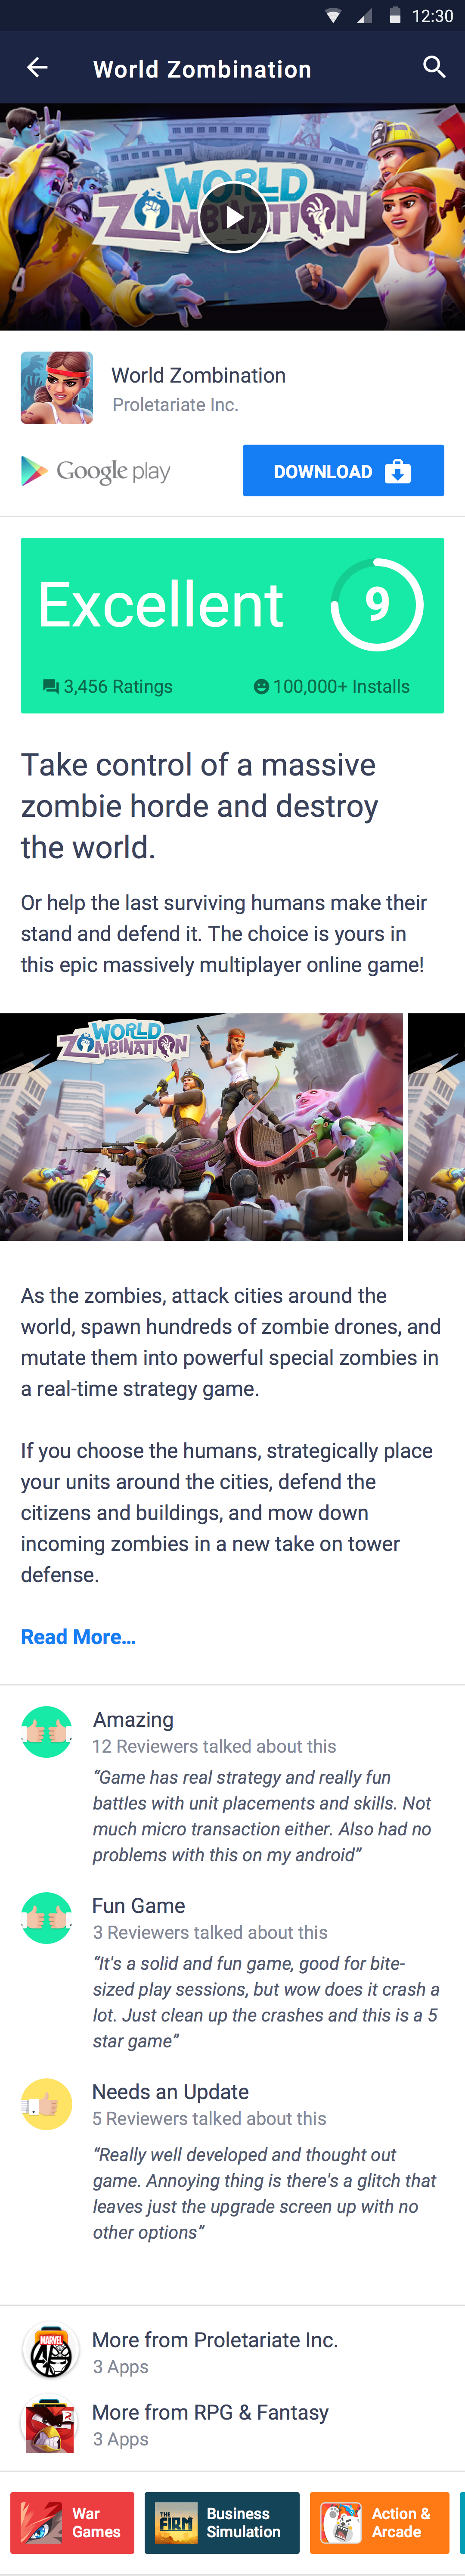 12:30
World Zombination
WORLD
ZOMBINATION
World Zombination
Proletariate Inc.
Google play
DOWNLOAD
Excellent
9
3,456 Ratings
100,000+ Installs
Take control of a massive
zombie horde and destroy
the world.
Or help the last surviving humans make their
stand and defend it. The choice is yours in
this epic massively multiplayer online game!
WORLD
ZOMBINATION
As the zombies, attack cities around the
world, spawn hundreds of zombie drones, and
mutate them into powerful special zombies in
a real-time strategy game.
If you choose the humans, strategically place
your units around the cities, defend the
citizens and buildings, and mow down
incoming zombies in a new take on tower
defense.
Read More...
Amazing
12 Reviewers talked about this
“Game has real strategy and really fun
battles with unit placements and skills. Not
much micro transaction either. Also had no
problems with this on my android”
Fun Game
3 Reviewers talked about this
“It's a solid and fun game, good for bite-
sized play sessions, but wow does it crash a
lot. Just clean up the crashes and this is a 5
star game”
Needs an Update
5 Reviewers talked about this
“Really well developed and thought out
game. Annoying thing is there's a glitch that
leaves just the upgrade screen up with no
other options”
MARVEL
More from Proletariate Inc.
3 Apps
More from RPG & Fantasy
3 Apps
War
Games
THE
FIRM
Business
Simulation
Action &
Arcade